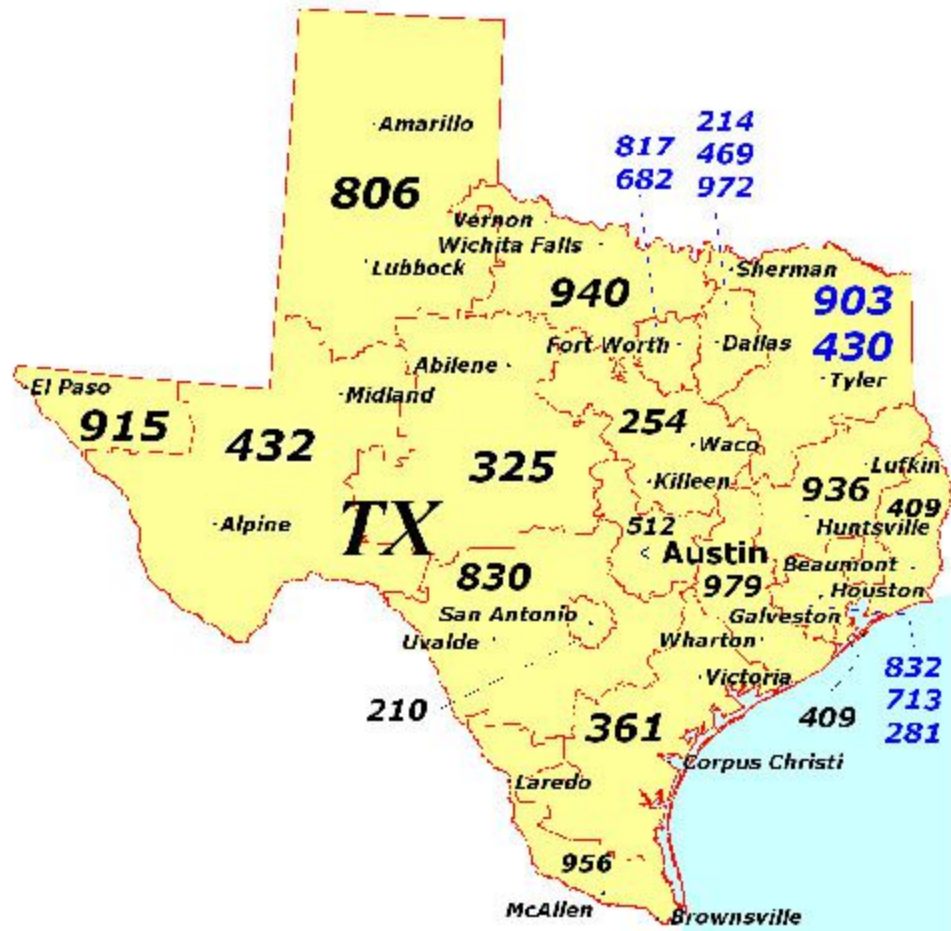 Amarillo
806
817
682
214
469
972
Vernon
Wichita Falls
Lubbock
940
Sherman
903
430
Fort Worth
Dallas
Abilene
Tyler
El Paso
Midland
915
432
254
Waco
325
Killeen
Lufkin
936
409
Alpine
TX
512
Huntsville
Austin
Beaumont
830
979
Houston
San Antonio
Galveston
Uvalde
Wharton
Victoria
210
361
409
832
713
281
Corpus Christi
Laredo
956
McAllen
Brownsville